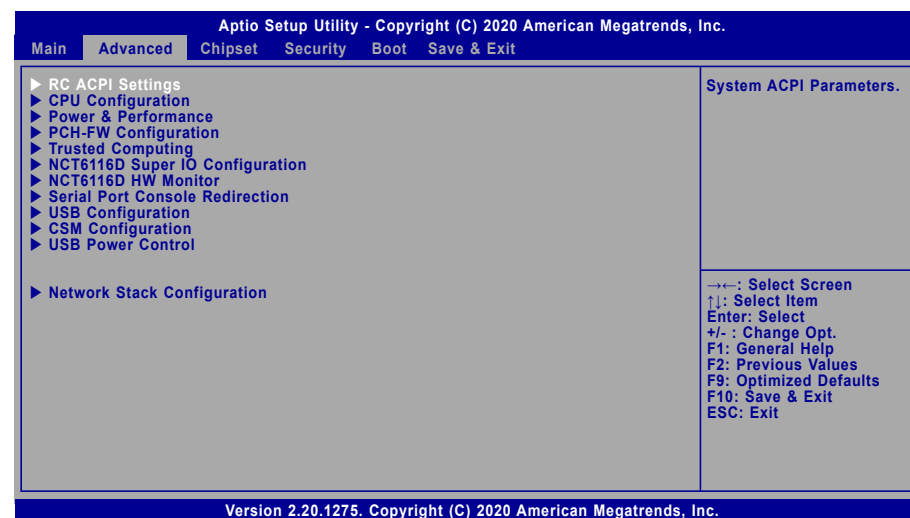 Aptio Setup Utility - Copyright (C) 2020 American Megatrends, Inc.
Main Advanced Chipset Security Boot Save & Exit
▶ RC ACPI Settings
▶ CPU Configuration
▶ Power & Performance
▶ PCH-FW Configuration
▶ Trusted Computing
▶ NCT6116D Super IO Configuration
▶ NCT6116D HW Monitor
▶ Serial Port Console Redirection
▶ USB Configuration
▶ CSM Configuration
▶ USB Power Control
▶ Network Stack Configuration
System ACPI Parameters.
→←: Select Screen
↑↓: Select Item
Enter: Select
+/- : Change Opt.
F1: General Help
F2: Previous Values
F9: Optimized Defaults
F10: Save & Exit
ESC: Exit
Version 2.20.1275. Copyright (C) 2020 American Megatrends, Inc.